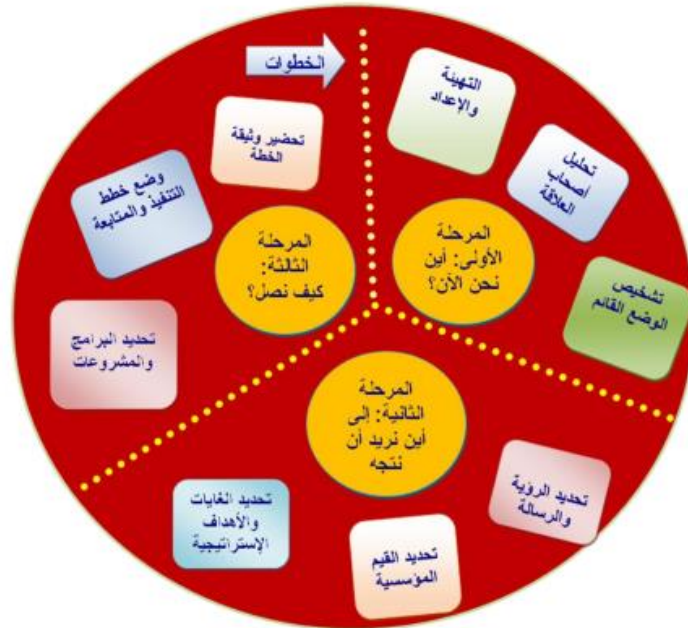 الخطوات
التهيئة
والإعداد
تحليل
أصحاب
العلاقة
تشخيص
الوضع القائم
المرحلة
الأولى: أين
نحن الآن؟
تحديد الرؤية
والرسالة
تحديد القيم
المؤسسية
تحديد الغايات
والأهداف
الإستراتيجية
المرحلة
الثانية: إلى
أين نريد أن
نتجه
تحديد البرامج
والمشروعات
وضع خطط
التنفيذ والمتابعة
تحضير وثيقة
الخطة
المرحلة
الثالثة:
كيف نصل؟